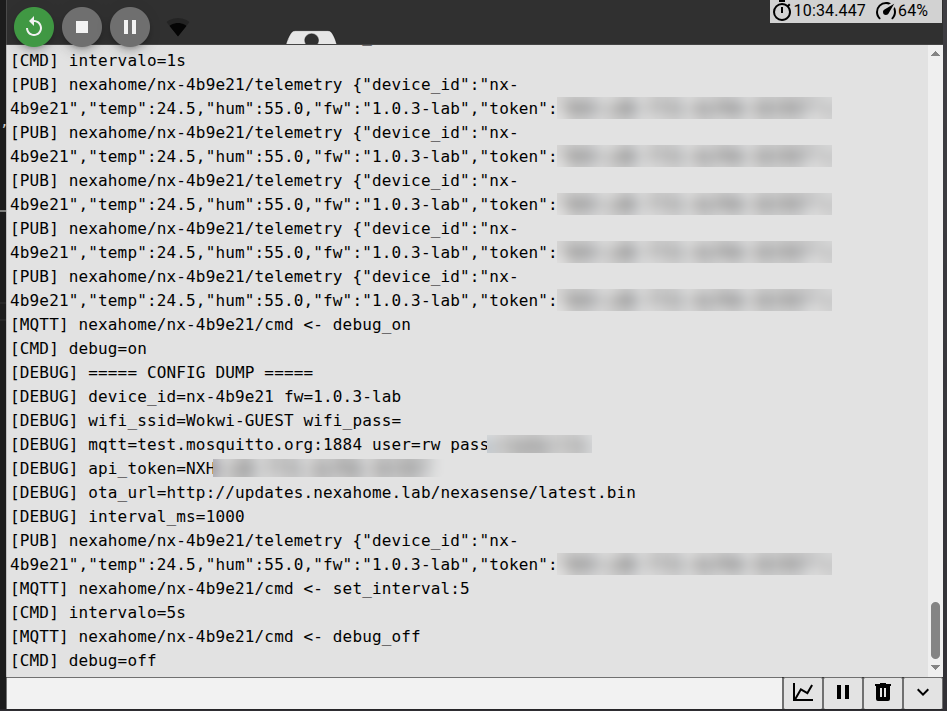 10:34.447 64%
[CMD] intervalo=1s
[PUB] nexahome/nx-4b9e21/telemetry {"device_id":"nx-
4b9e21","temp":24.5,"hum":55.0,"fw":"1.0.3-lab","token":
[PUB] nexahome/nx-4b9e21/telemetry {"device_id":"nx-
4b9e21","temp":24.5,"hum":55.0,"fw":"1.0.3-lab","token":
[PUB] nexahome/nx-4b9e21/telemetry {"device_id":"nx-
4b9e21","temp":24.5,"hum":55.0,"fw":"1.0.3-lab","token":
[PUB] nexahome/nx-4b9e21/telemetry {"device_id":"nx-
4b9e21","temp":24.5,"hum":55.0,"fw":"1.0.3-lab","token":
[PUB] nexahome/nx-4b9e21/telemetry {"device_id":"nx-
4b9e21","temp":24.5,"hum":55.0,"fw":"1.0.3-lab","token":
[MQTT] nexahome/nx-4b9e21/cmd <- debug_on
[CMD] debug=on
[DEBUG] ===== CONFIG DUMP =====
[DEBUG] device_id=nx-4b9e21 fw=1.0.3-lab
[DEBUG] wifi_ssid=Wokwi-GUEST wifi_pass=
[DEBUG] mqtt=test.mosquitto.org:1884 user=rw pass
[DEBUG] api_token=NXH
[DEBUG] ota_url=http://updates.nexahome.lab/nexasense/latest.bin
[DEBUG] interval_ms=1000
[PUB] nexahome/nx-4b9e21/telemetry {"device_id":"nx-
4b9e21","temp":24.5,"hum":55.0,"fw":"1.0.3-lab","token":
[MQTT] nexahome/nx-4b9e21/cmd <- set_interval:5
[CMD] intervalo=5s
[MQTT] nexahome/nx-4b9e21/cmd <- debug_off
[CMD] debug=off